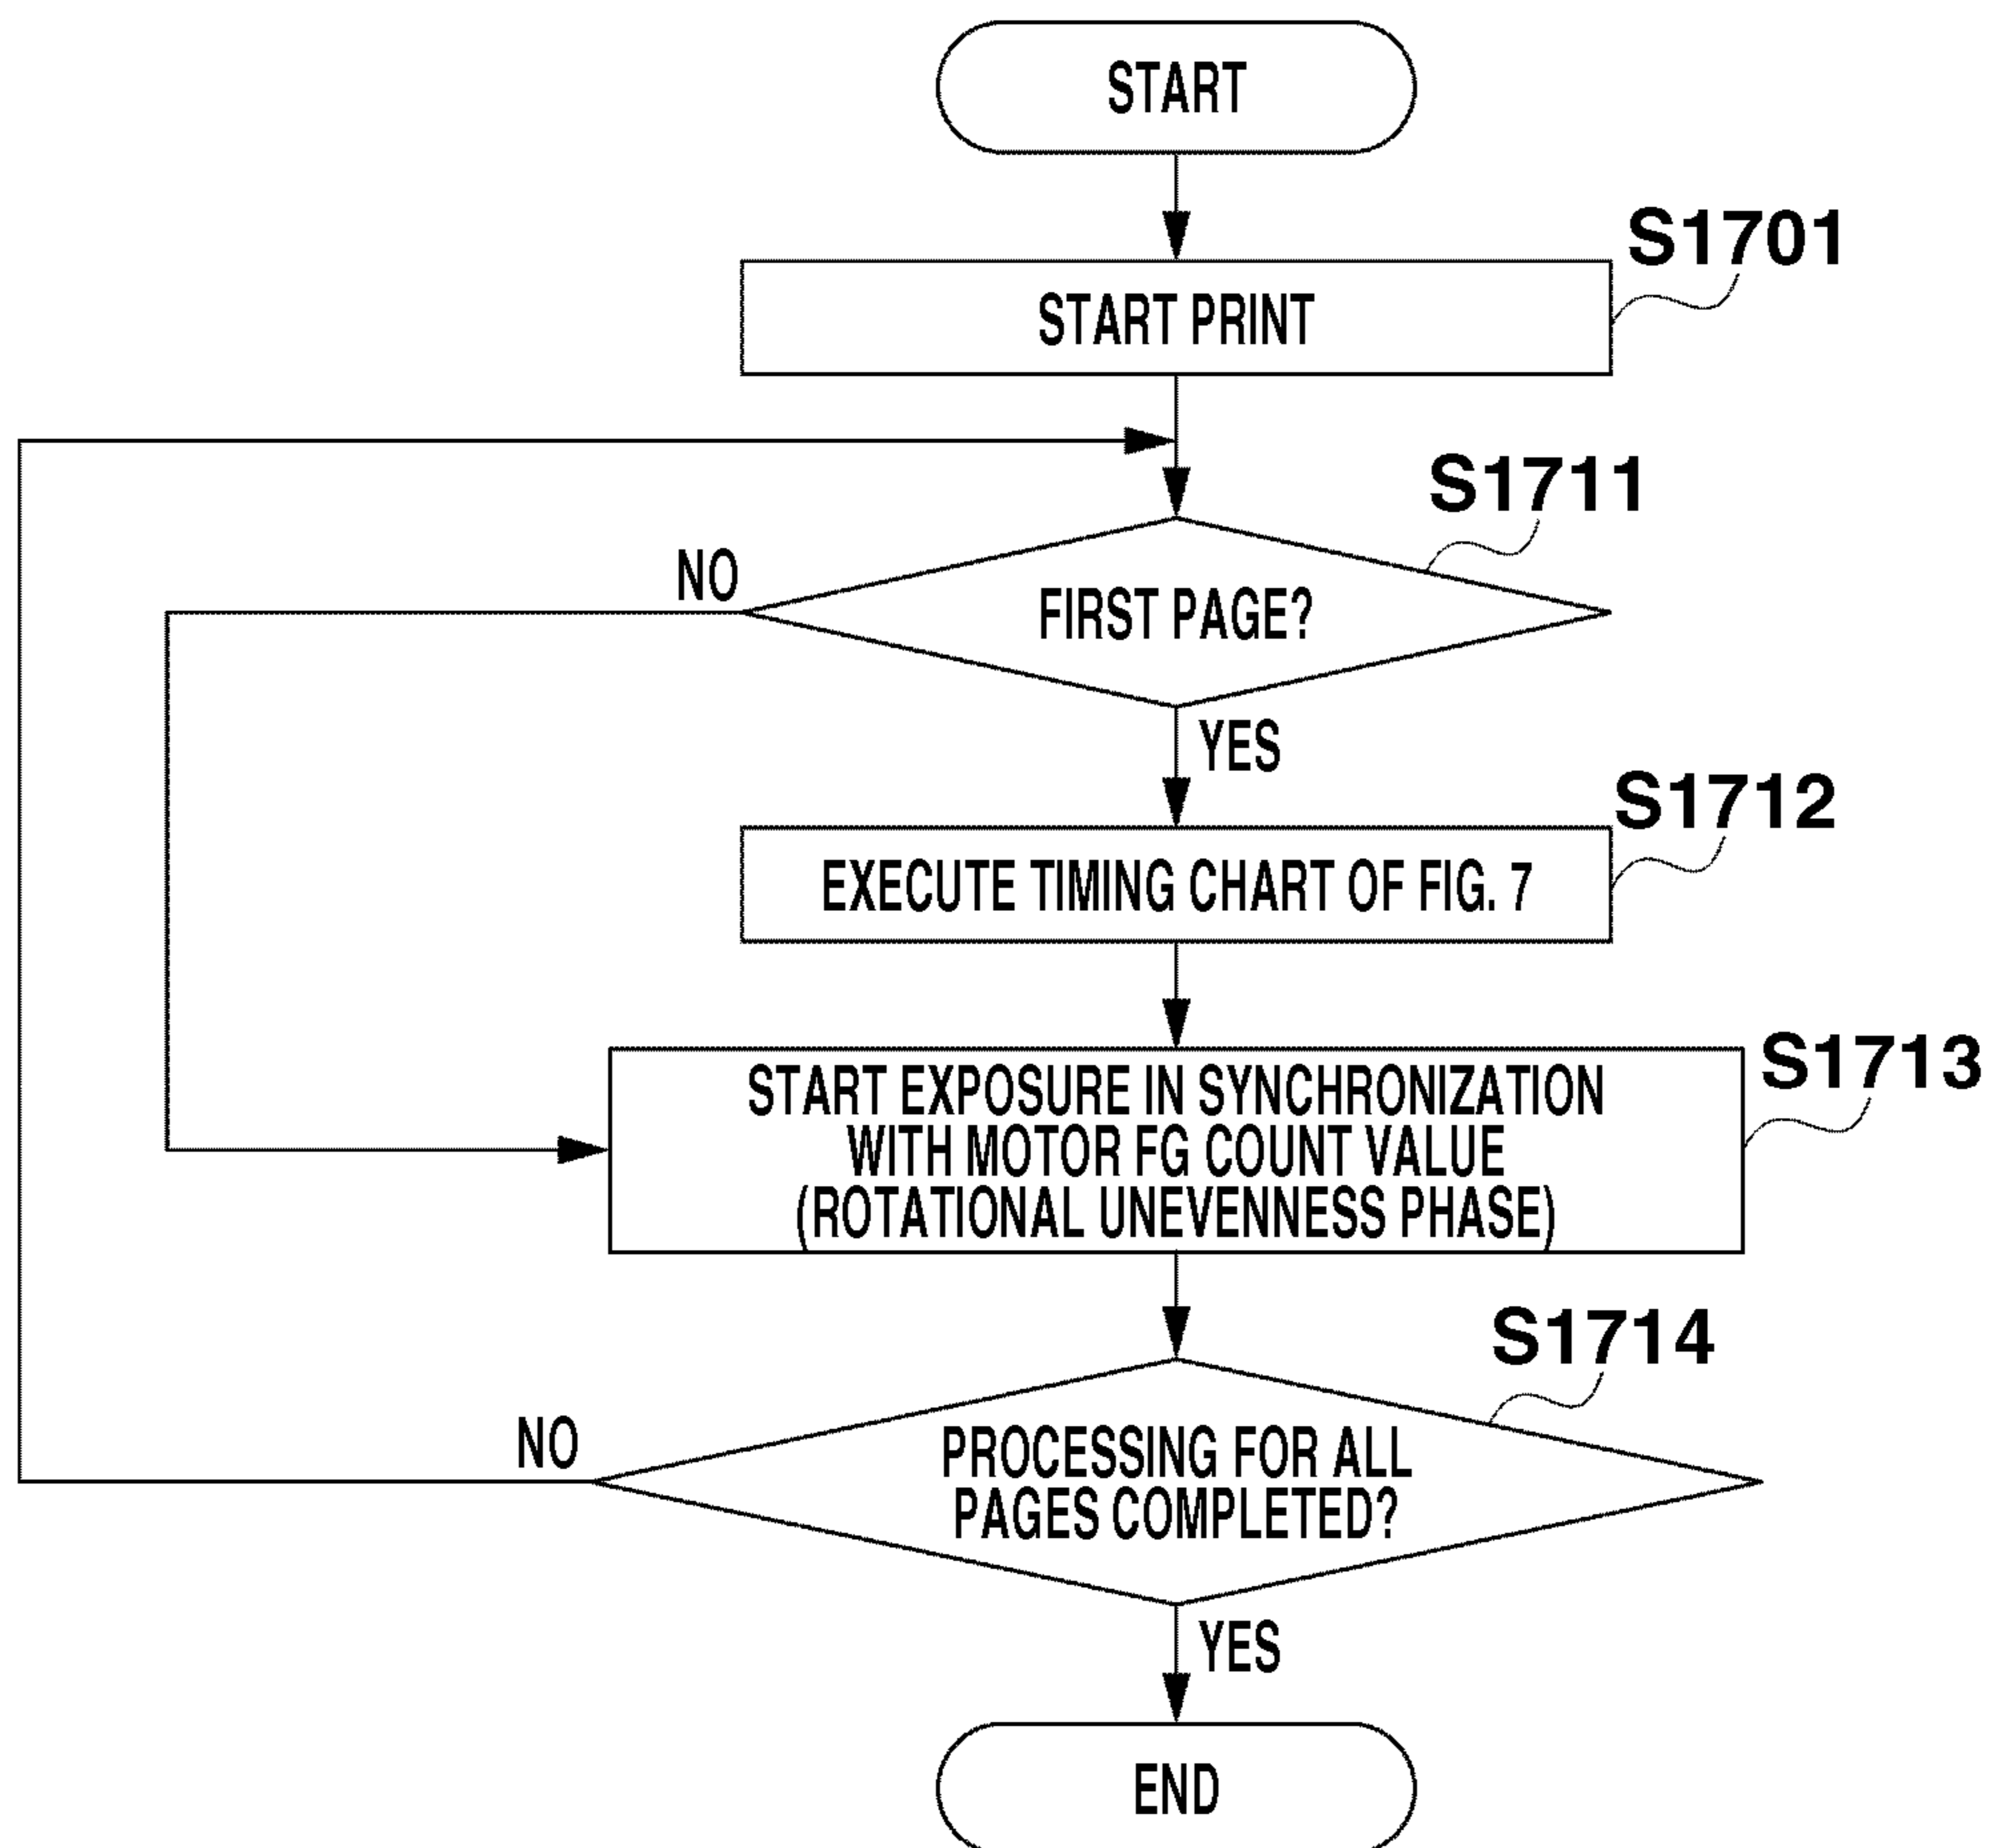 START
S1701
START PRINT
S1711
NO
FIRST PAGE?
YES
S1712
EXECUTE TIMING CHART OF FIG. 7
S1713
START EXPOSURE IN SYNCHRONIZATION
WITH MOTOR FG COUNT VALUE
(ROTATIONAL UNEVENNESS PHASE)
S1714
NO
PROCESSING FOR ALL
PAGES COMPLETED?
YES
END